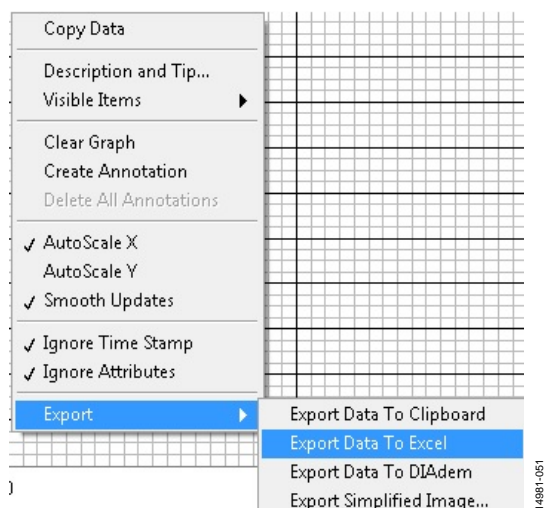 Copy Data
Description and Tip...
Visible Items
Clear Graph
Create Annotation
Delete All Annotations
AutoScale X
AutoScale Y
Smooth Updates
Ignore Time Stamp
Ignore Attributes
Export
Export Data To Clipboard
Export Data To Excel
Export Data To DIAdem
Export Simplified Image...
14981-051